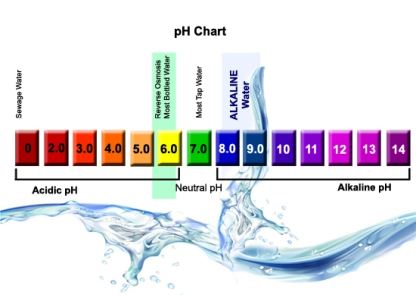 pH Chart
Sewage Water
Reverse Osmosis
Most Bottled Water
Most Tap Water
ALKALINE
Water
0 2.0 3.0 4.0 5.0 6.0 7.0 8.0 9.0 10 11 12 13 14
Acidic pH Neutral pH Alkaline pH